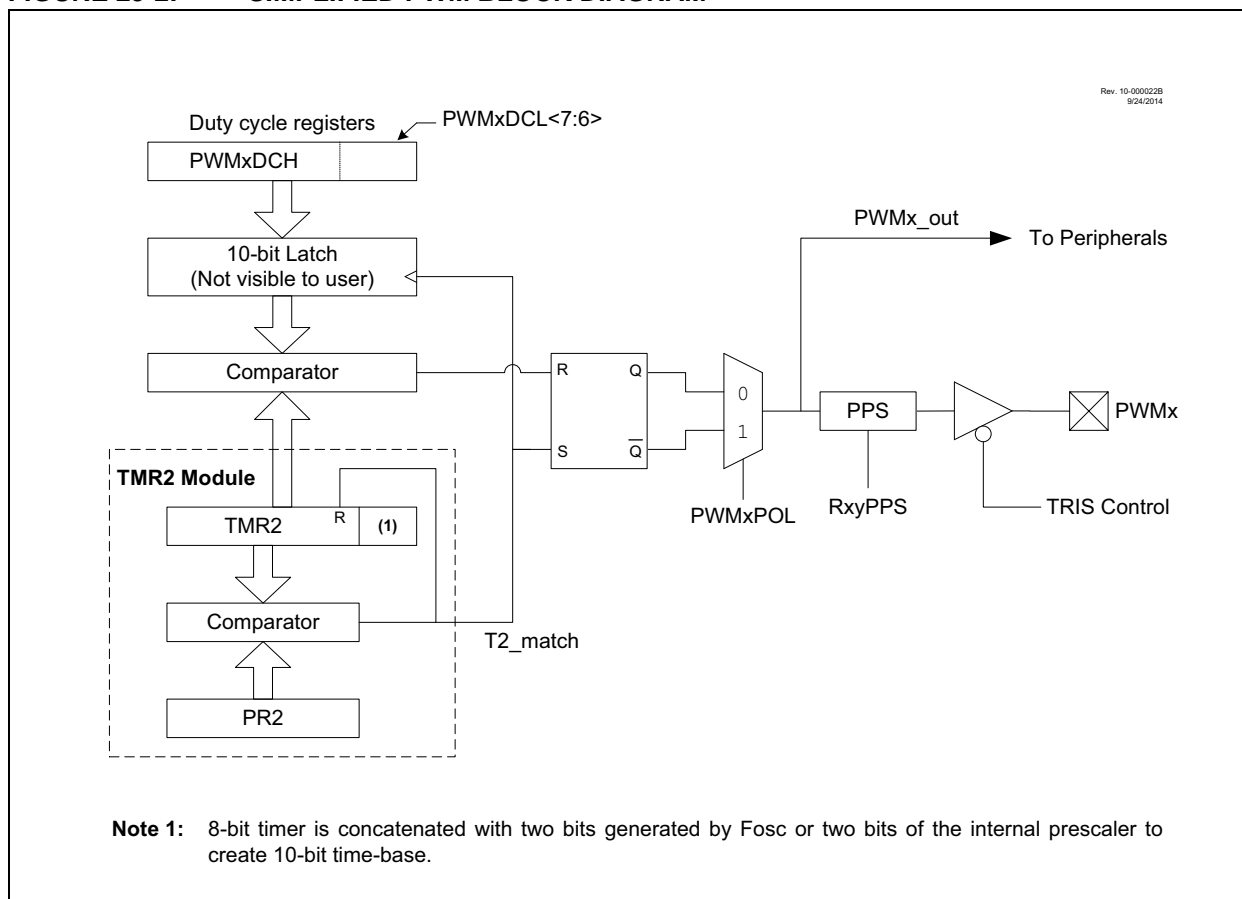 Rev. 10-000022B
9/24/2014
Duty cycle registers
PWMxDCL<7:6>
PWMxDCH
10-bit Latch
(Not visible to user)
Comparator
PWMx_out
To Peripherals
R
Q
S
Q̅
0
1
PPS
PWMx
PWMxPOL
RxyPPS
TRIS Control
TMR2 Module
TMR2
R
(1)
Comparator
T2_match
PR2
Note 1: 8-bit timer is concatenated with two bits generated by Fosc or two bits of the internal prescaler to
create 10-bit time-base.